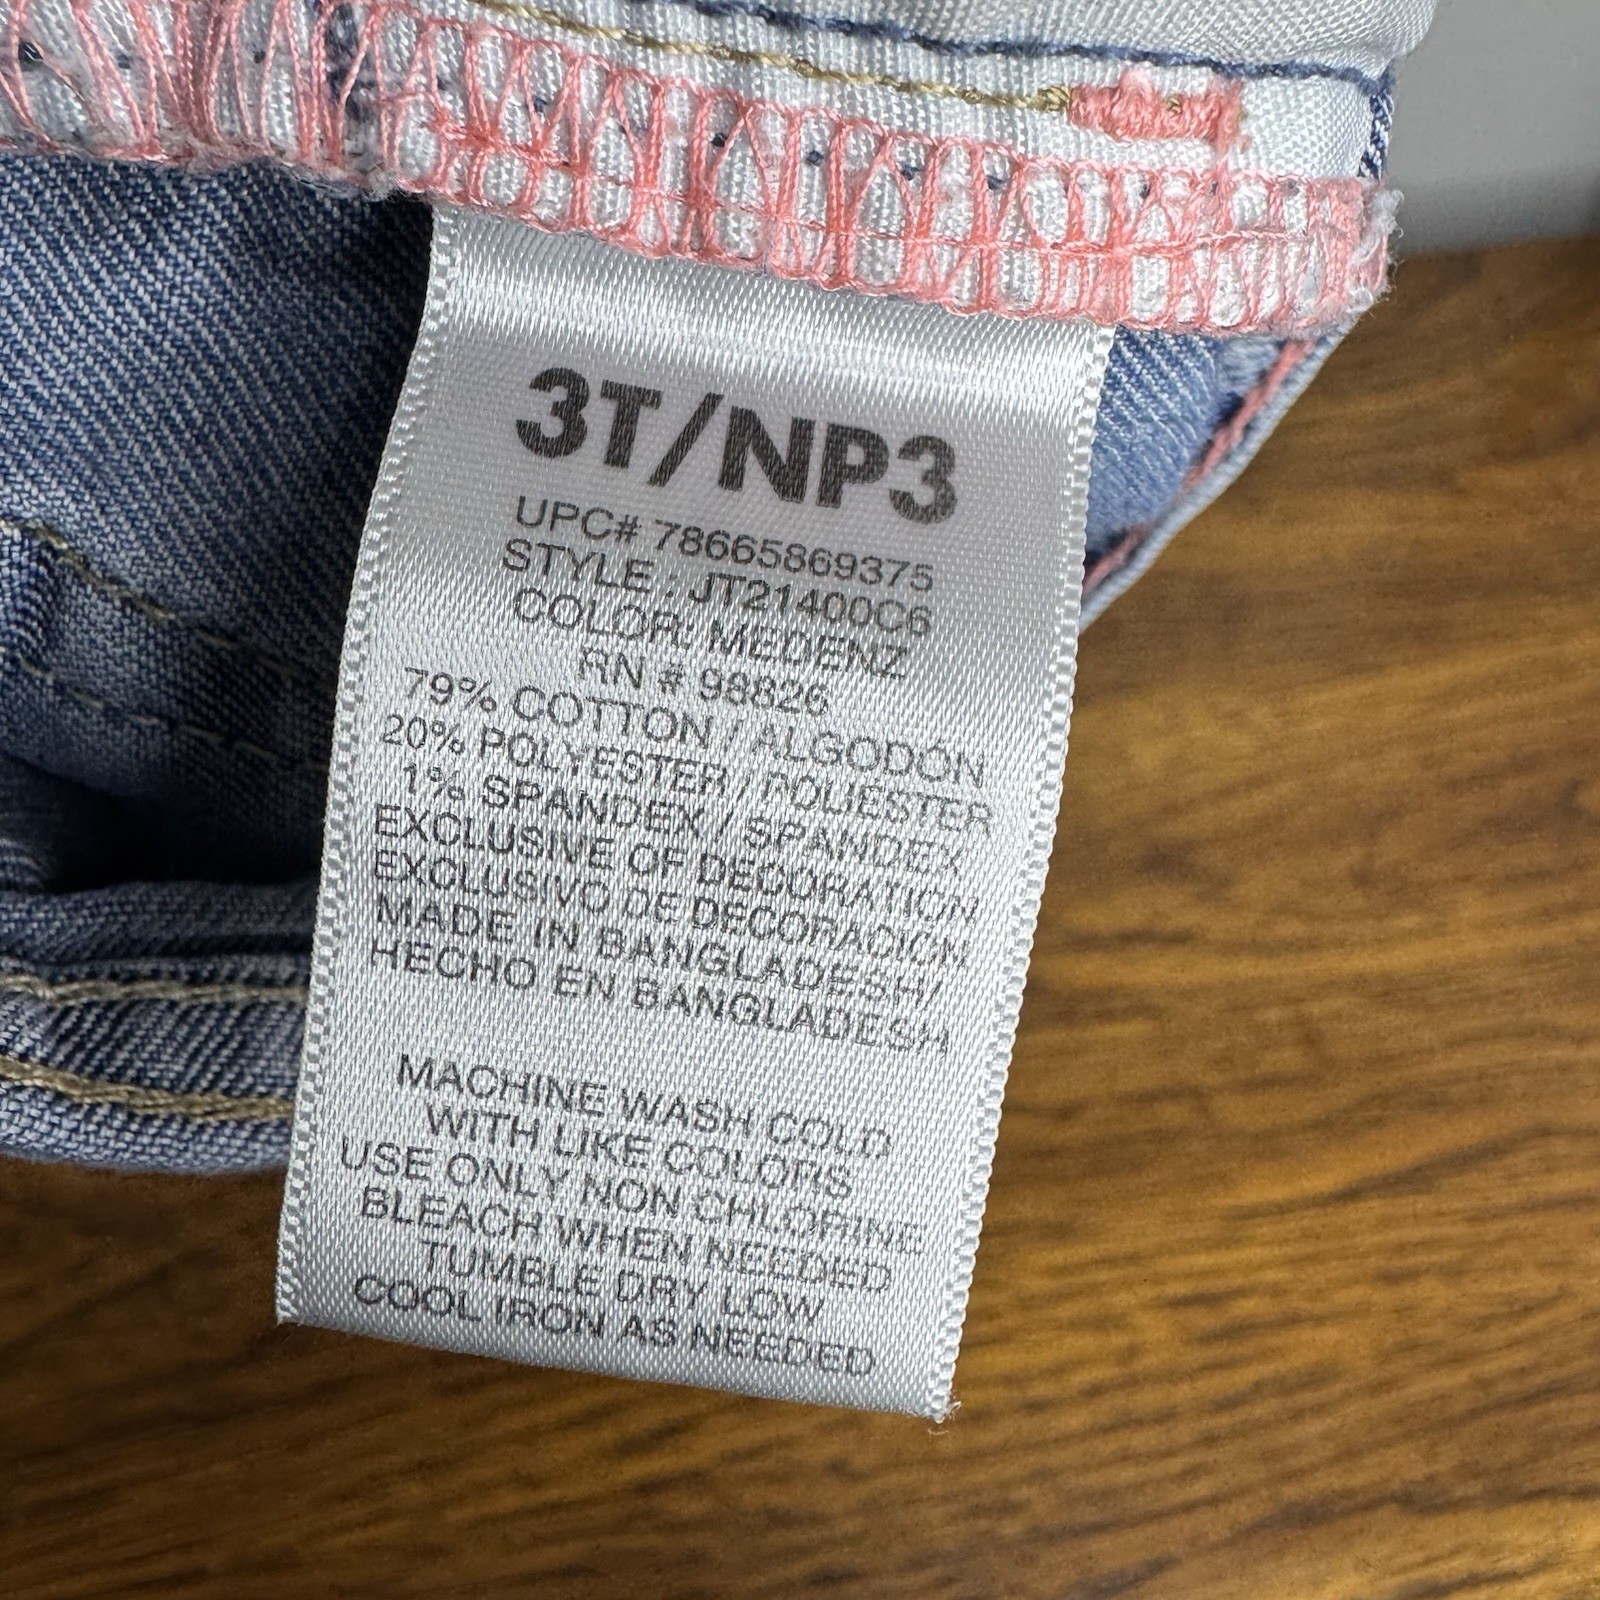 3T/NP3
UPC# 78665869375
STYLE : JT21400C6
COLOR: MEDENZ
RN # 98826
79% COTTON / ALGODÓN
20% POLYESTER / POLIESTER
1% SPANDEX / SPANDEX
EXCLUSIVE OF DECORATION
EXCLUSIVO DE DECORACIÓN
MADE IN BANGLADESH/
HECHO EN BANGLADESH
MACHINE WASH COLD
WITH LIKE COLORS
USE ONLY NON CHLORINE
BLEACH WHEN NEEDED
TUMBLE DRY LOW
COOL IRON AS NEEDED